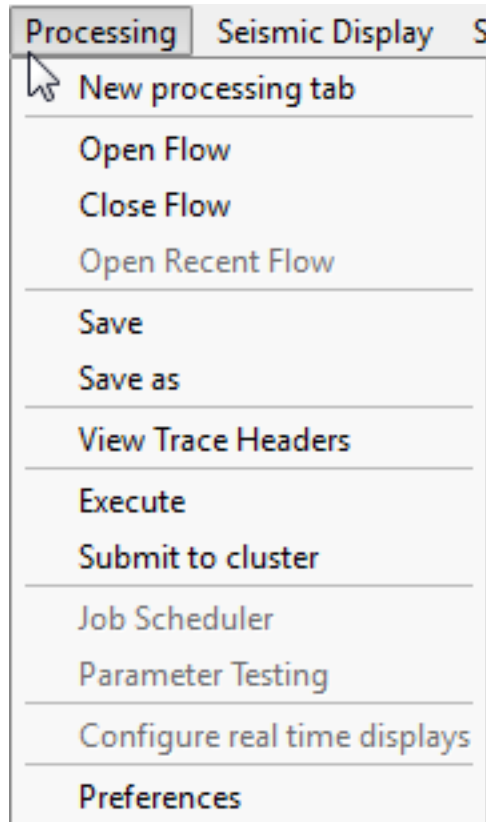 Processing Seismic Display S
New processing tab
Open Flow
Close Flow
Open Recent Flow
Save
Save as
View Trace Headers
Execute
Submit to cluster
Job Scheduler
Parameter Testing
Configure real time displays
Preferences